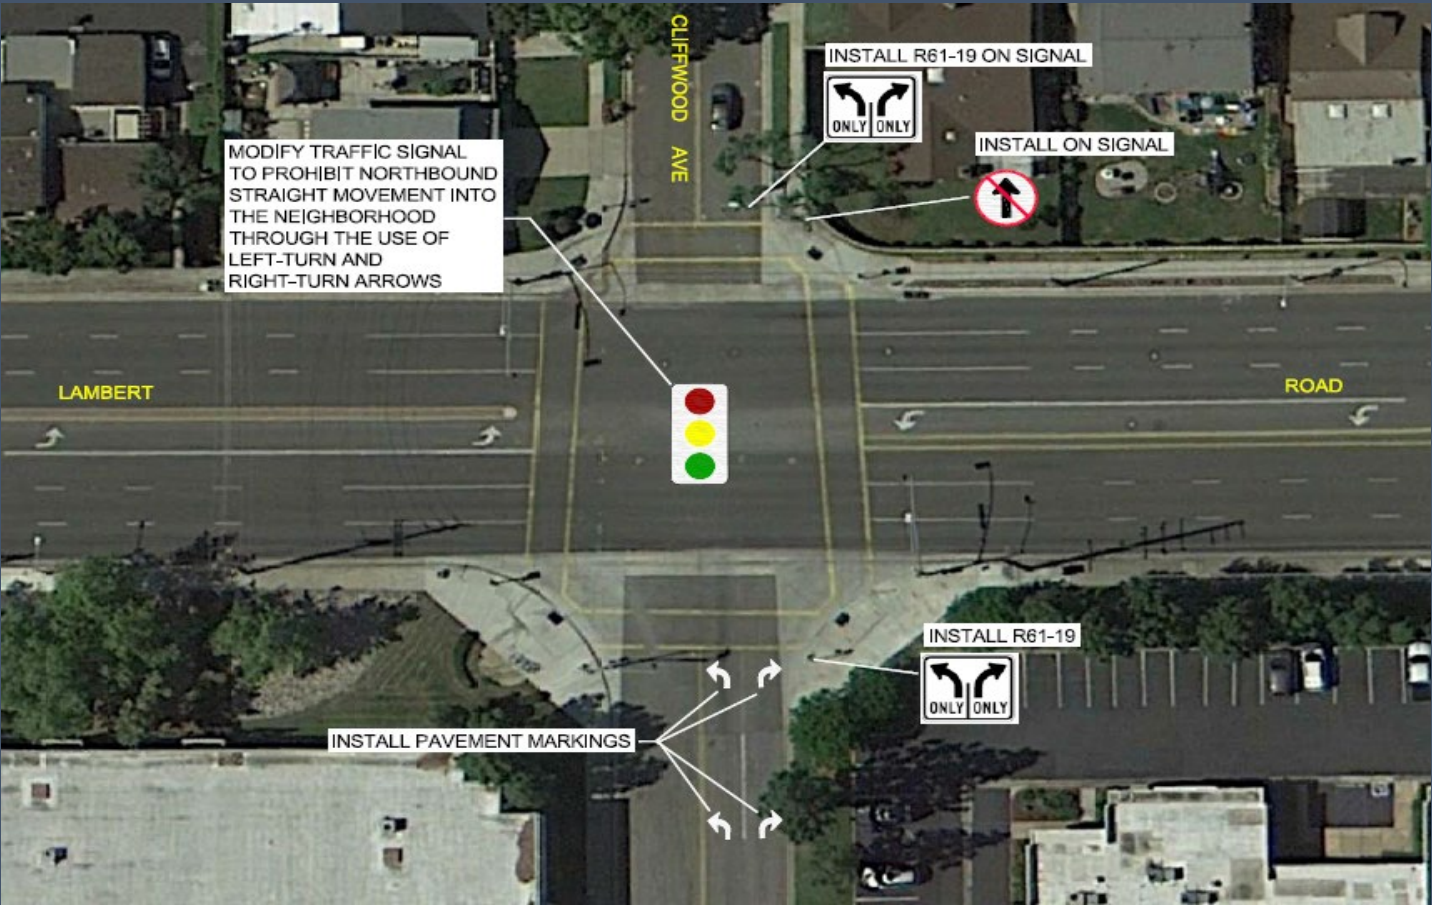 CLIFFWOOD AVE
INSTALL R61-19 ON SIGNAL
ONLY ONLY
INSTALL ON SIGNAL
MODIFY TRAFFIC SIGNAL
TO PROHIBIT NORTHBOUND
STRAIGHT MOVEMENT INTO
THE NEIGHBORHOOD
THROUGH THE USE OF
LEFT-TURN AND
RIGHT-TURN ARROWS
LAMBERT
ROAD
INSTALL R61-19
ONLY ONLY
INSTALL PAVEMENT MARKINGS